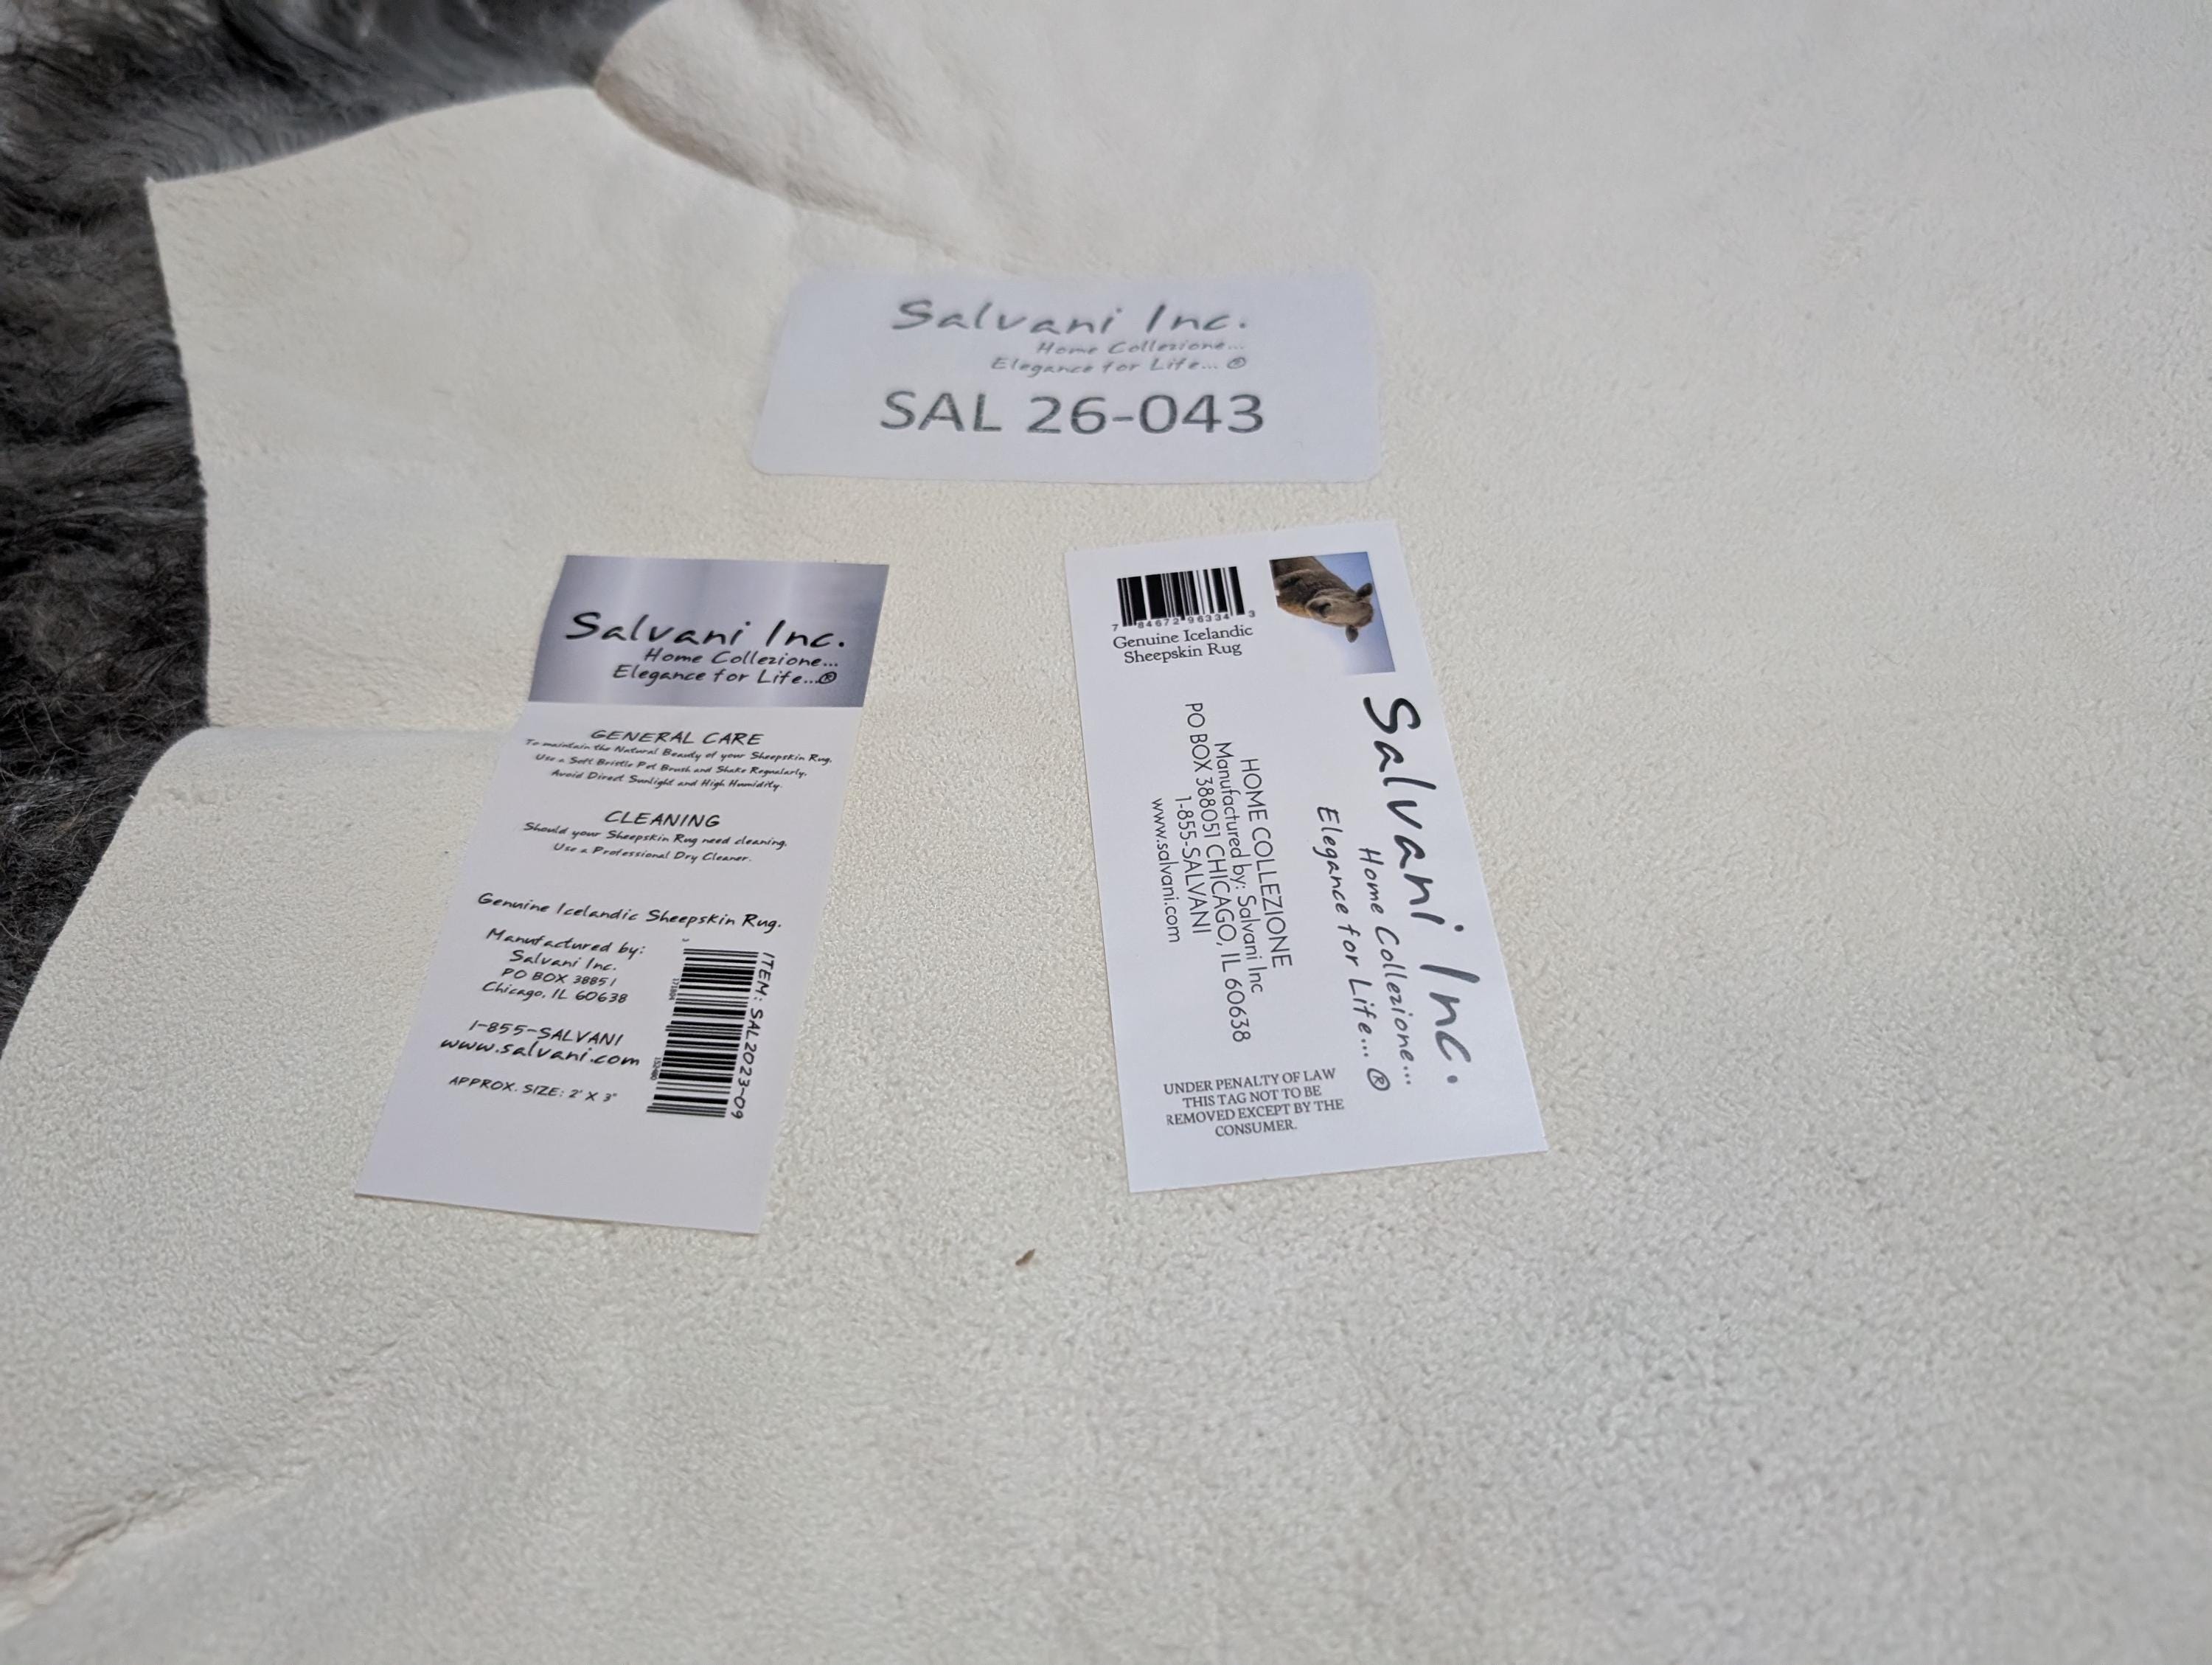 Salvani Inc.
Home Collezione...
Elegance for Life... ®
SAL 26-043
Salvani Inc.
Home Collezione...
Elegance for Life...®
GENERAL CARE
To maintain the Natural Beauty of your Sheepskin Rug.
Use a Soft Bristle Pet Brush and Shake Regularly.
Avoid Direct Sunlight and High Humidity.
CLEANING
Should your Sheepskin Rug need cleaning.
Use a Professional Dry Cleaner.
Genuine Icelandic Sheepskin Rug.
Manufactured by:
Salvani Inc.
PO BOX 38851
Chicago, IL 60638
1-855-SALVANI
www.salvani.com
APPROX. SIZE: 2' X 3'
ITEM: SAL2023-09
7 84672 96334 3
Genuine Icelandic
Sheepskin Rug
Salvani Inc.
Home Collezione...
Elegance for Life... ®
HOME COLLEZIONE
Manufactured by: Salvani Inc
PO BOX 388051 CHICAGO, IL 60638
1-855-SALVANI
www.salvani.com
UNDER PENALTY OF LAW
THIS TAG NOT TO BE
REMOVED EXCEPT BY THE
CONSUMER.